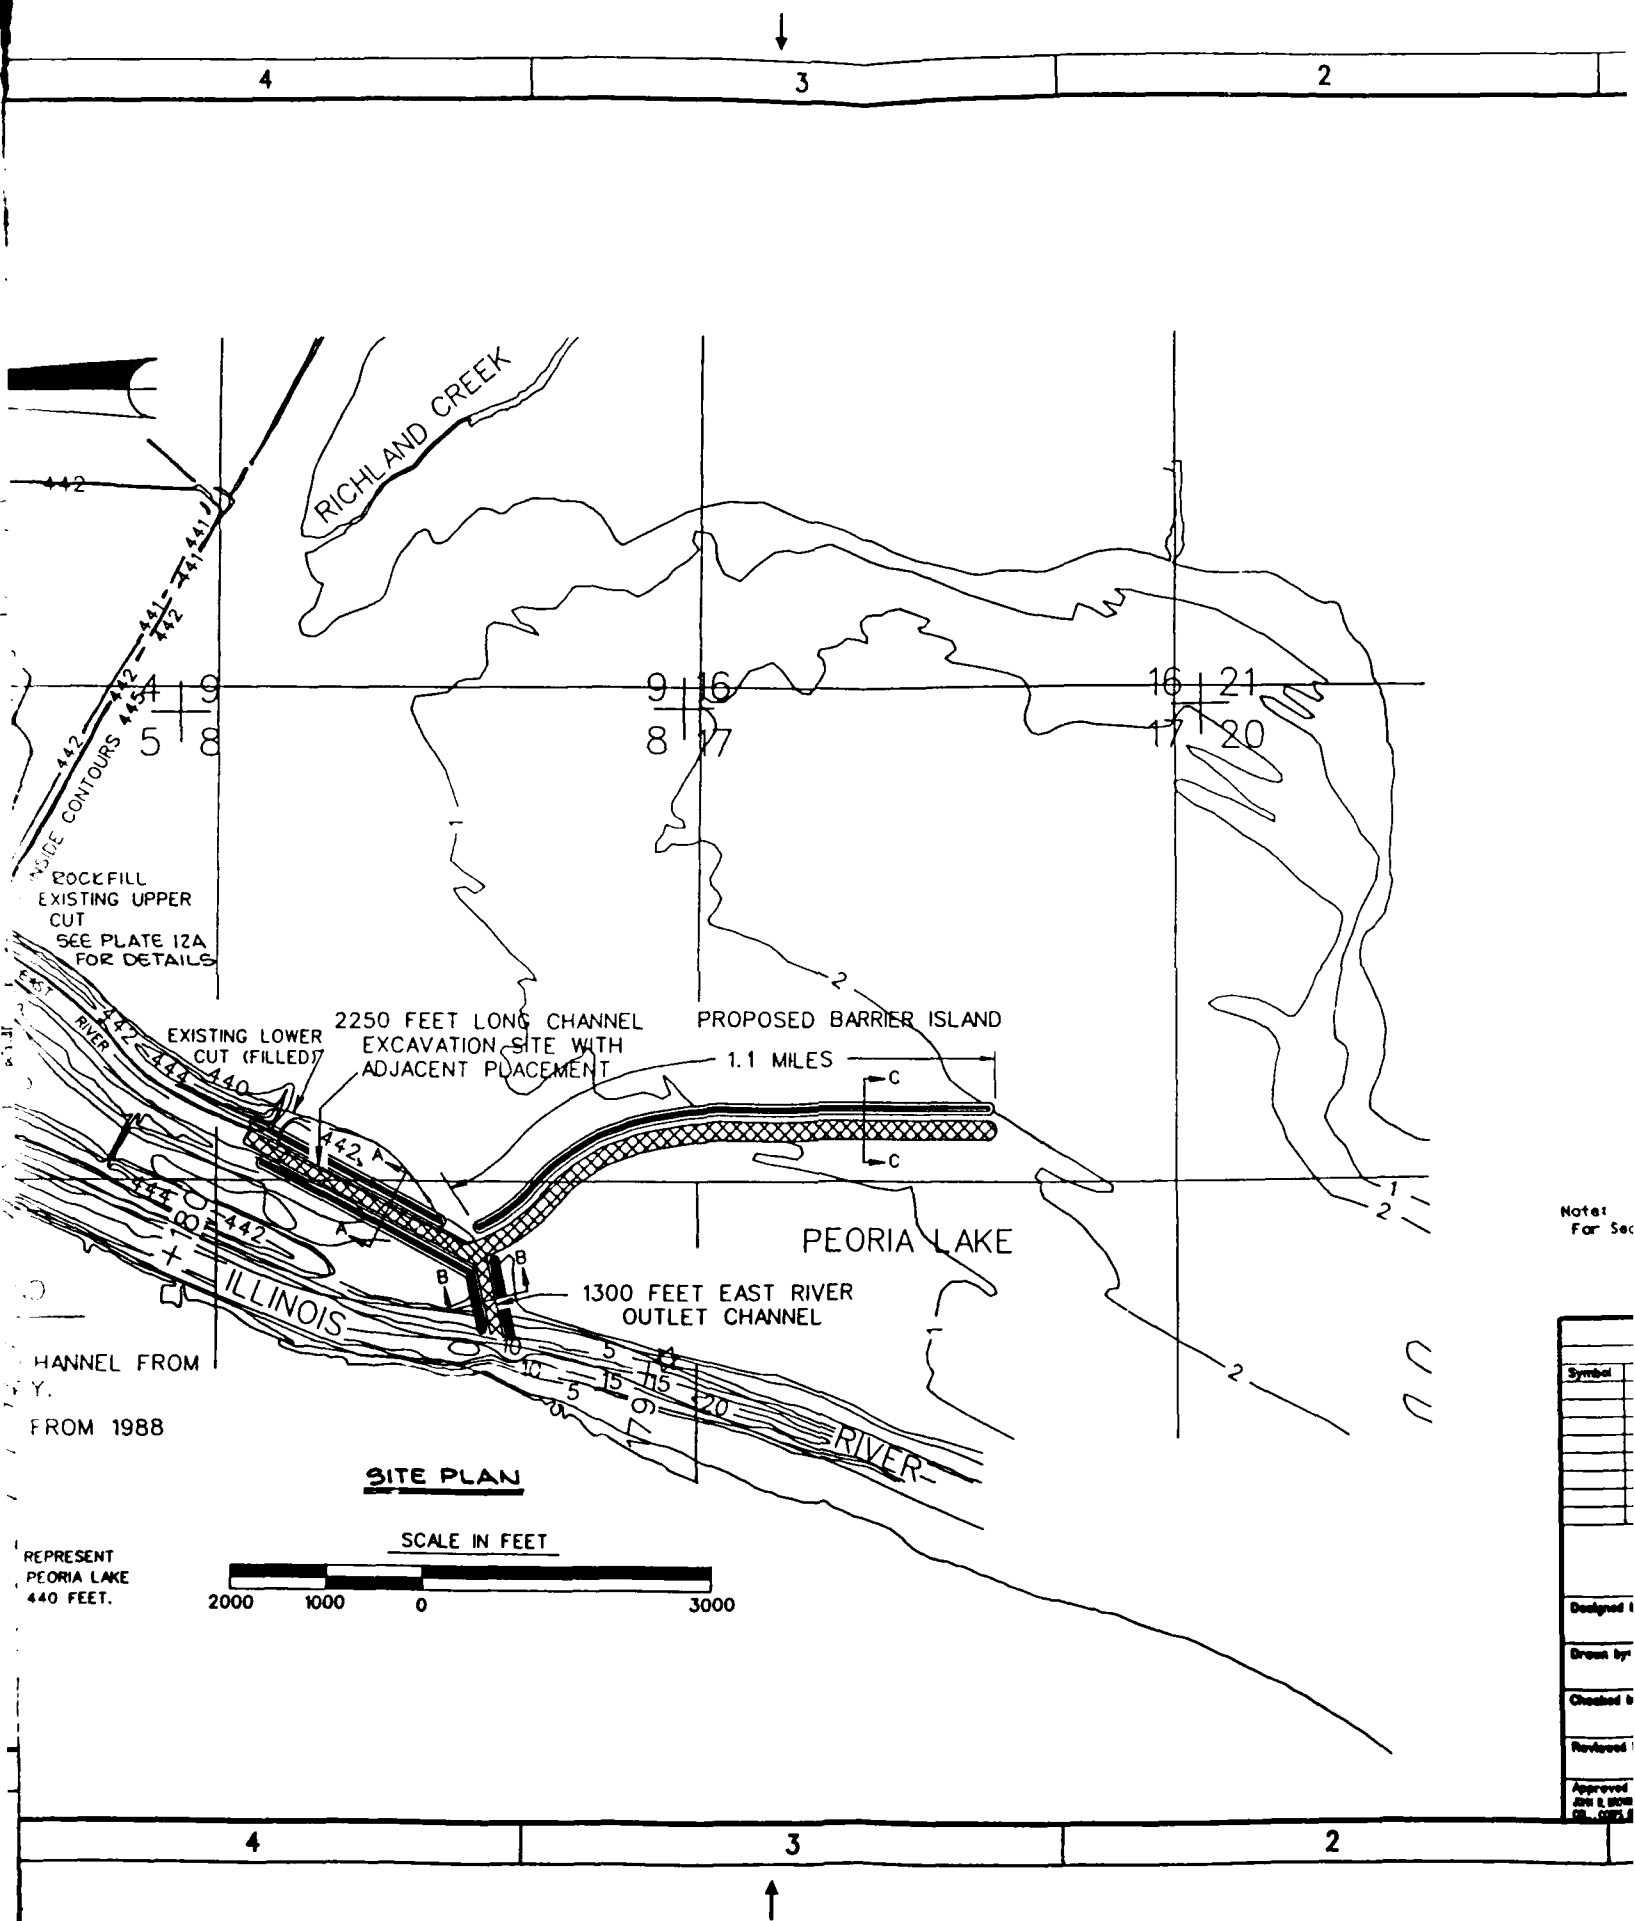 4 3 2
RICHLAND CREEK
442
441
441
441
442
442
445
442
4 9
5 8
9 16
8 17
16 21
17 20
INSIDE CONTOURS
1
ROCKFILL
EXISTING UPPER
CUT
SEE PLATE 12A
FOR DETAILS
2
EAST
RIVER
442
444
440
EXISTING LOWER
CUT (FILLED)
2250 FEET LONG CHANNEL
EXCAVATION SITE WITH
ADJACENT PLACEMENT
PROPOSED BARRIER ISLAND
1.1 MILES
C
C
442
A
A
444
442
1
2
Note:
PEORIA LAKE
B
B
1300 FEET EAST RIVER
OUTLET CHANNEL
ILLINOIS
1
2
10
10
5
5
15
15
20
RIVER
Symbol
HANNEL FROM
Y.
FROM 1988
SITE PLAN
SCALE IN FEET
2000 1000 0 3000
REPRESENT
PEORIA LAKE
440 FEET.
Designed
Drawn by:
Checked
Reviewed
Approved
4 3 2